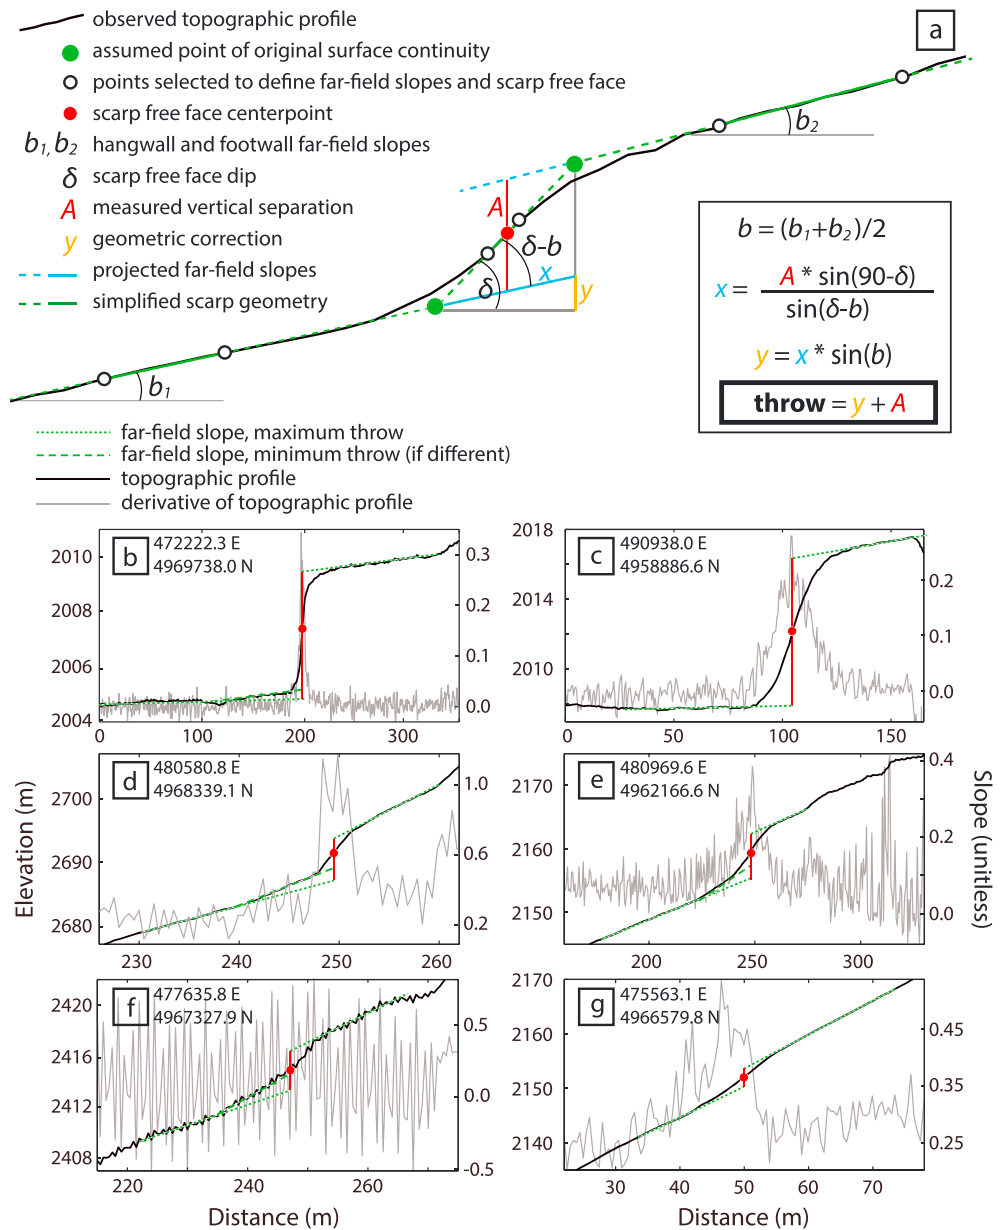 observed topographic profile
assumed point of original surface continuity
points selected to define far-field slopes and scarp free face
scarp free face centerpoint
b1, b2 hangwall and footwall far-field slopes
δ scarp free face dip
A measured vertical separation
y geometric correction
projected far-field slopes
simplified scarp geometry
a
b2
A
δ-b
x
δ
y
b1
b = (b1+b2)/2
x = A * sin(90-δ)
sin(δ-b)
y = x * sin(b)
throw = y + A
far-field slope, maximum throw
far-field slope, minimum throw (if different)
topographic profile
derivative of topographic profile
b
472222.3 E
4969738.0 N
2010
2008
2006
2004
0.3
0.2
0.1
0.0
0 100 200 300
c
490938.0 E
4958886.6 N
2018
2014
2010
0.2
0.1
0.0
0 50 100 150
d
480580.8 E
4968339.1 N
2700
2690
2680
1.0
0.6
0.2
230 240 250 260
e
480969.6 E
4962166.6 N
2170
2160
2150
0.4
0.2
0.0
200 250 300
f
477635.8 E
4967327.9 N
2420
2416
2412
2408
0.5
0.0
-0.5
220 240 260
g
475563.1 E
4966579.8 N
2170
2160
2150
2140
0.45
0.35
0.25
30 40 50 60 70
Elevation (m)
Slope (unitless)
Distance (m)
Distance (m)